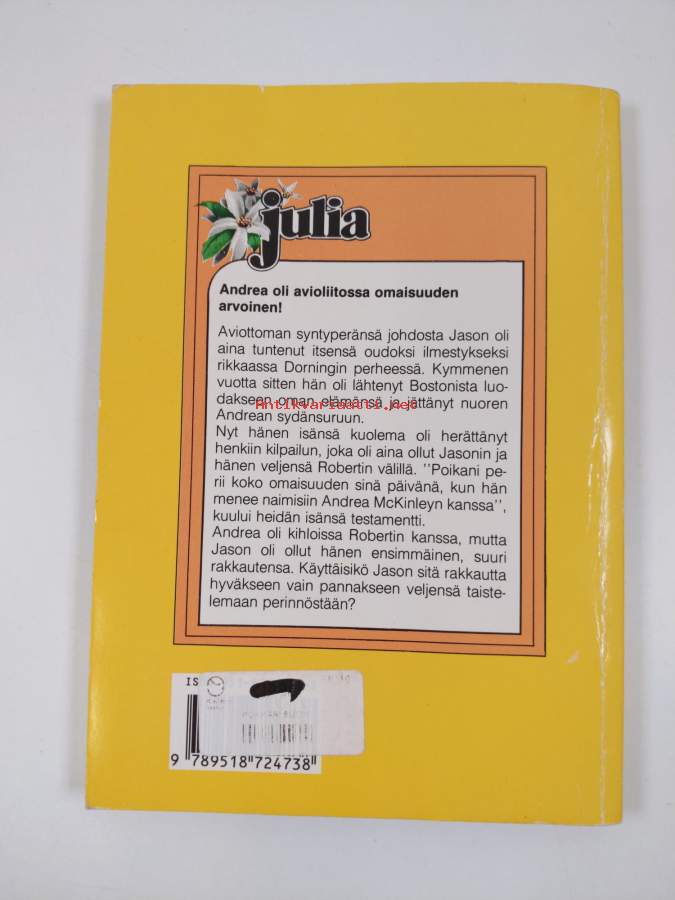 julia
Andrea oli avioliitossa omaisuuden
arvoinen!
Aviottoman syntyperänsä johdosta Jason oli
aina tuntenut itsensä oudoksi ilmestykseksi
rikkaassa Dorningin perheessä. Kymmenen
vuotta sitten hän oli lähtenyt Bostonista luo-
dakseen oman elämänsä ja jättänyt nuoren
Antikvariaatti.net
Andrean sydänsuruun.
Nyt hänen isänsä kuolema oli herättänyt
henkiin kilpailun, joka oli aina ollut Jasonin ja
hänen veljensä Robertin välillä. ''Poikani pe-
rii koko omaisuuden sinä päivänä, kun hän
menee naimisiin Andrea McKinleyn kanssa'',
kuului heidän isänsä testamentti.
Andrea oli kihloissa Robertin kanssa, mutta
Jason oli ollut hänen ensimmäinen, suuri
rakkautensa. Käyttäisikö Jason sitä rakkautta
hyväkseen vain pannakseen veljensä taiste-
lemaan perinnöstään?
IS
9 789518 724738